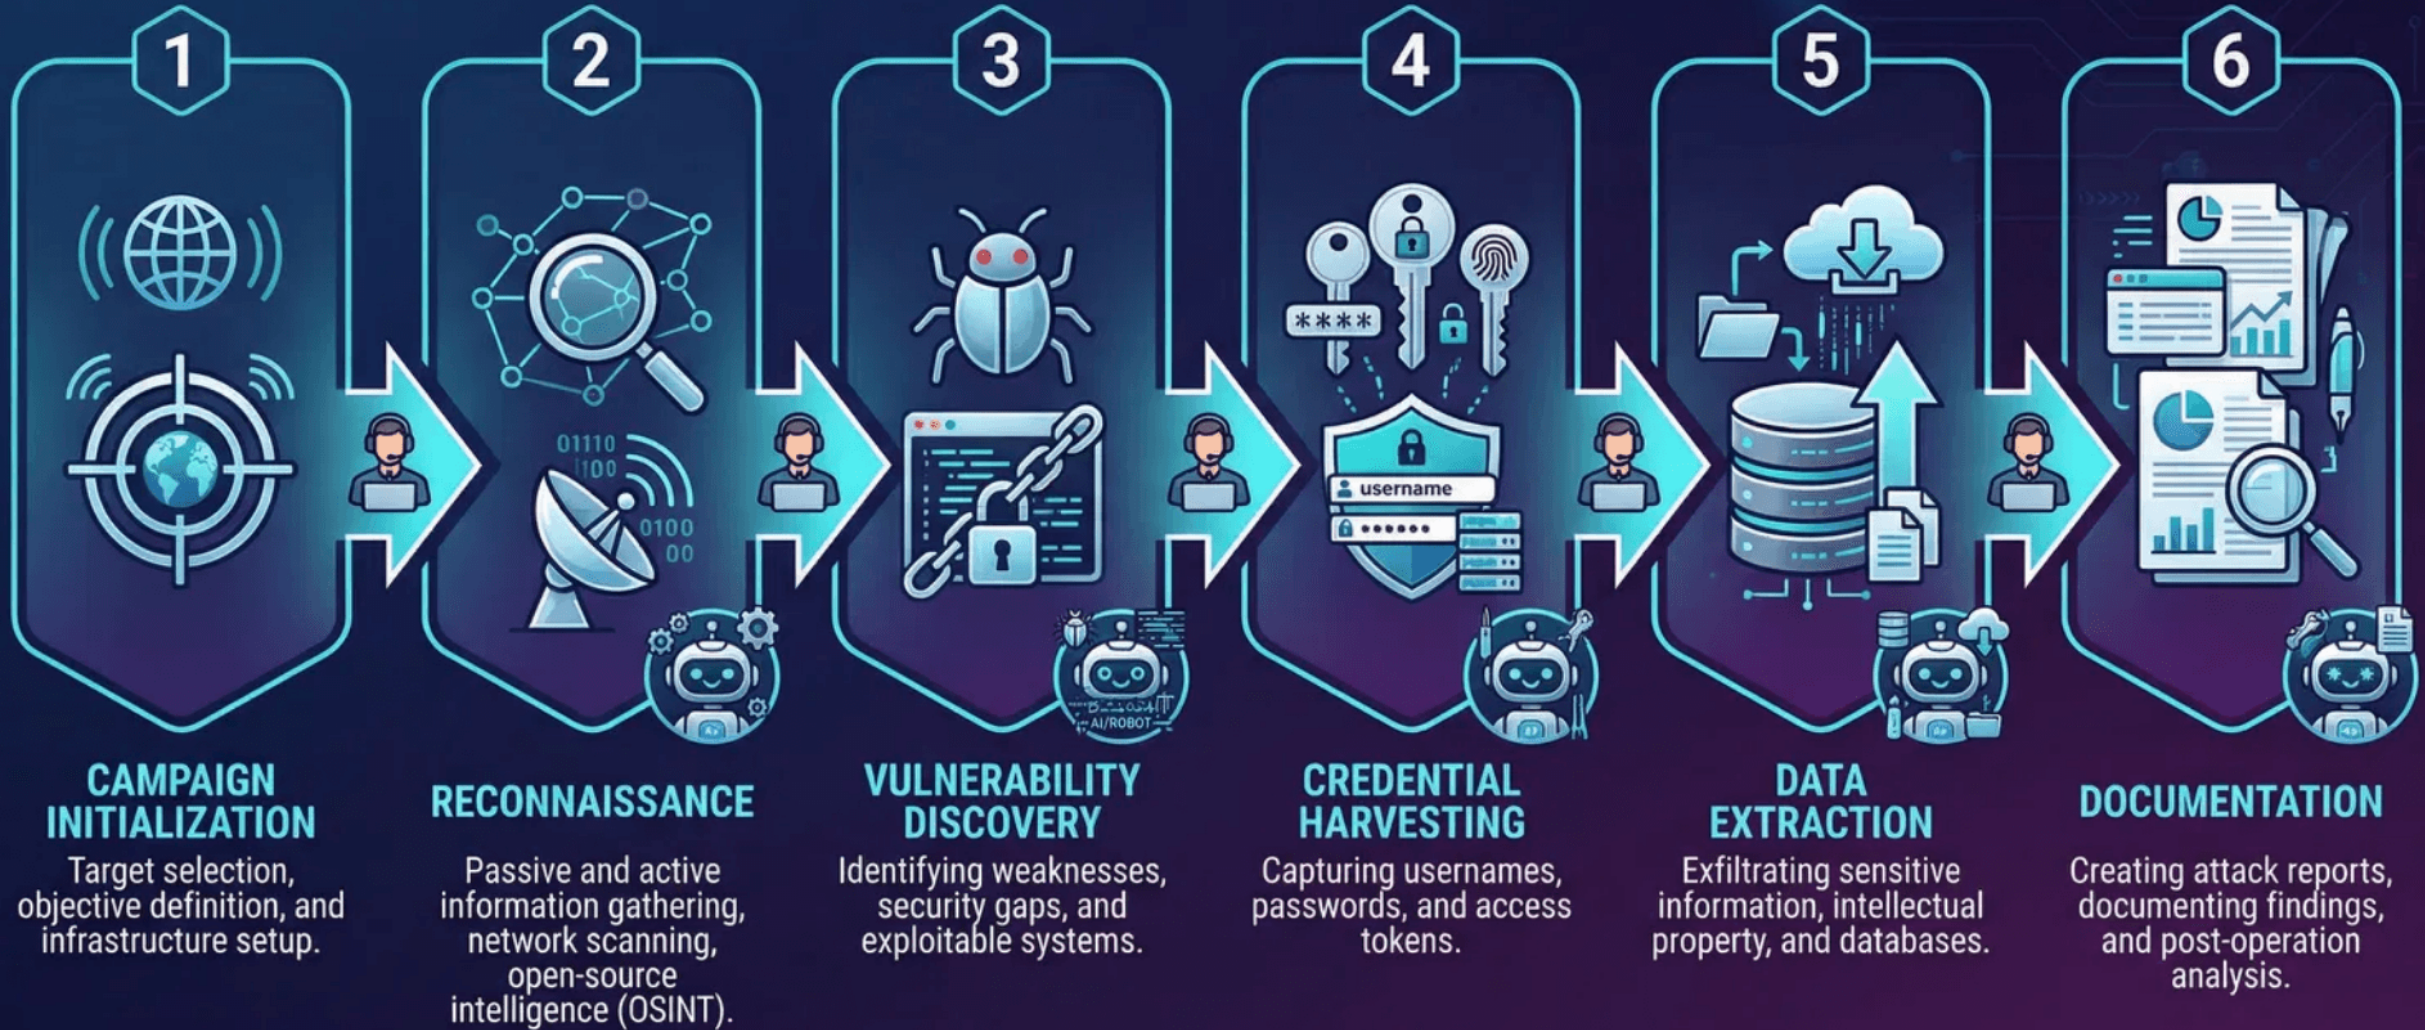 1
CAMPAIGN
INITIALIZATION
Target selection,
objective definition, and
infrastructure setup.
2
01110
100
0100
00
RECONNAISSANCE
Passive and active
information gathering,
network scanning,
open-source
intelligence (OSINT).
3
AI/ROBOT
VULNERABILITY
DISCOVERY
Identifying weaknesses,
security gaps, and
exploitable systems.
4
****
username
CREDENTIAL
HARVESTING
Capturing usernames,
passwords, and access
tokens.
5
DATA
EXTRACTION
Exfiltrating sensitive
information, intellectual
property, and databases.
6
DOCUMENTATION
Creating attack reports,
documenting findings,
and post-operation
analysis.